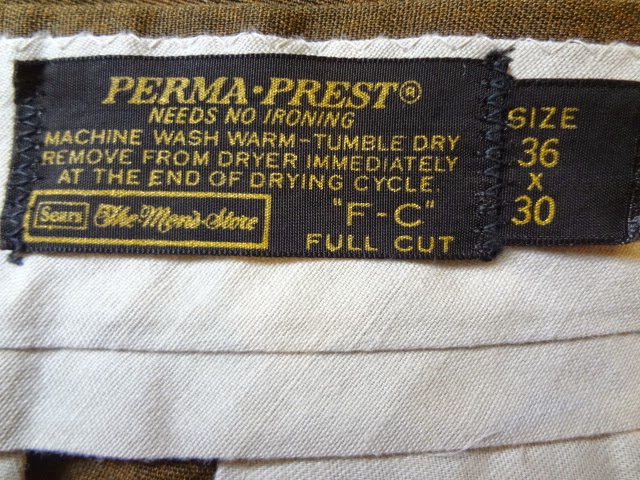 PERMA·PREST®
NEEDS NO IRONING
MACHINE WASH WARM-TUMBLE DRY
REMOVE FROM DRYER IMMEDIATELY
AT THE END OF DRYING CYCLE.
Sears The Men's Store
"F-C"
FULL CUT
SIZE
36
X
30